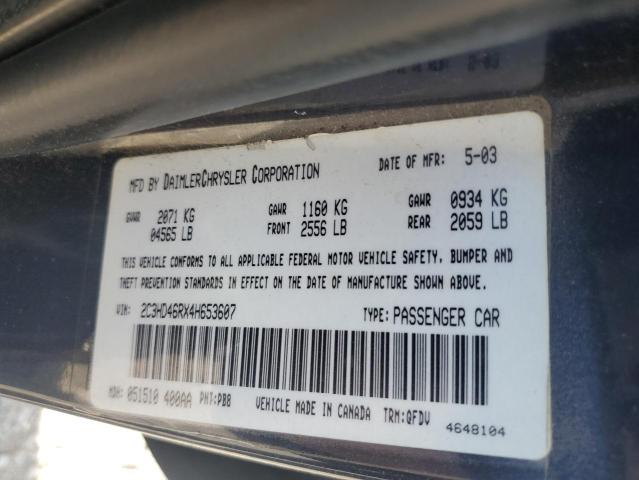 MFD BY DAIMLERCHRYSLER CORPORATION DATE OF MFR: 5-03
GVWR 2071 KG GAWR 1160 KG GAWR 0934 KG
04565 LB FRONT 2556 LB REAR 2059 LB
THIS VEHICLE CONFORMS TO ALL APPLICABLE FEDERAL MOTOR VEHICLE SAFETY, BUMPER AND
THEFT PREVENTION STANDARDS IN EFFECT ON THE DATE OF MANUFACTURE SHOWN ABOVE.
VIN: 2C3HD46RX4H653607 TYPE: PASSENGER CAR
MDH: 051510 400AA PNT:PB8 VEHICLE MADE IN CANADA TRM:QFDV
4648104